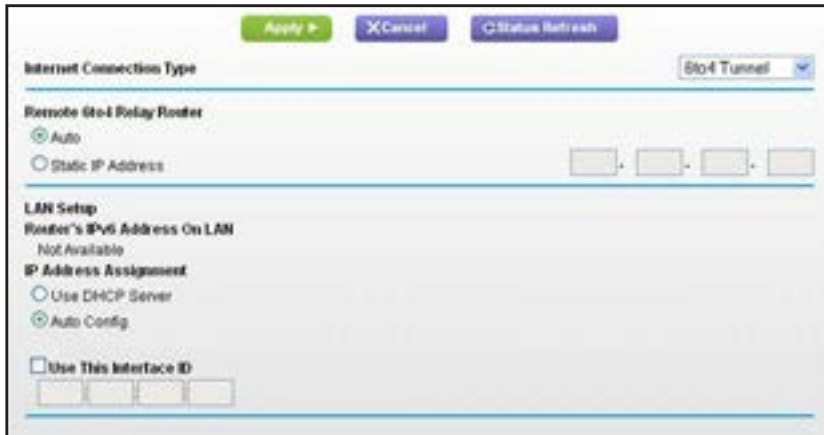 Apply
Cancel
Status Refresh
Internet Connection Type
6to4 Tunnel
Remote 6to4 Relay Router
Auto
Static IP Address
LAN Setup
Router's IPv6 Address On LAN
Not Available
IP Address Assignment
Use DHCP Server
Auto Config
Use This Interface ID